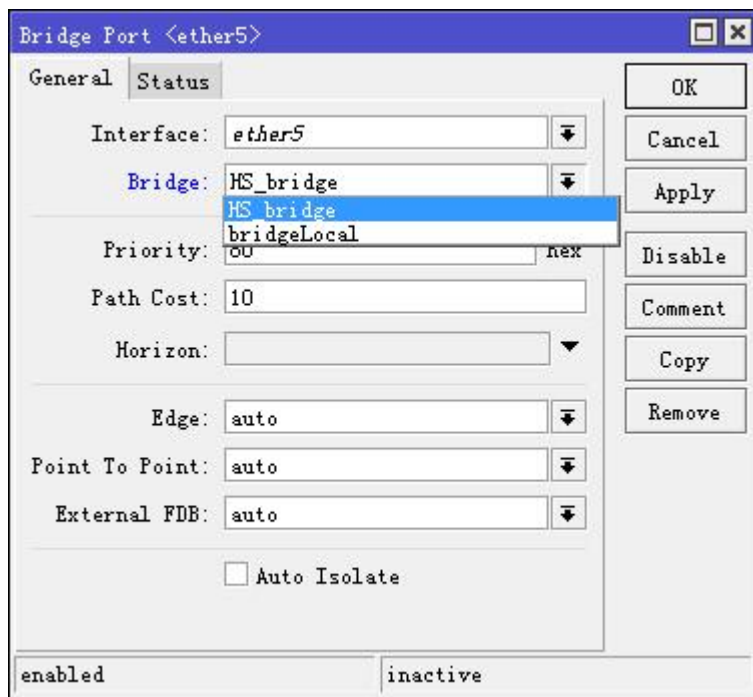 Bridge Port <ether5>
General Status
OK
Interface: ether5
Cancel
Bridge: HS_bridge
Apply
HS_bridge
bridgeLocal
Priority: 80 hex
Disable
Path Cost: 10
Comment
Horizon:
Copy
Edge: auto
Remove
Point To Point: auto
External FDB: auto
Auto Isolate
enabled
inactive